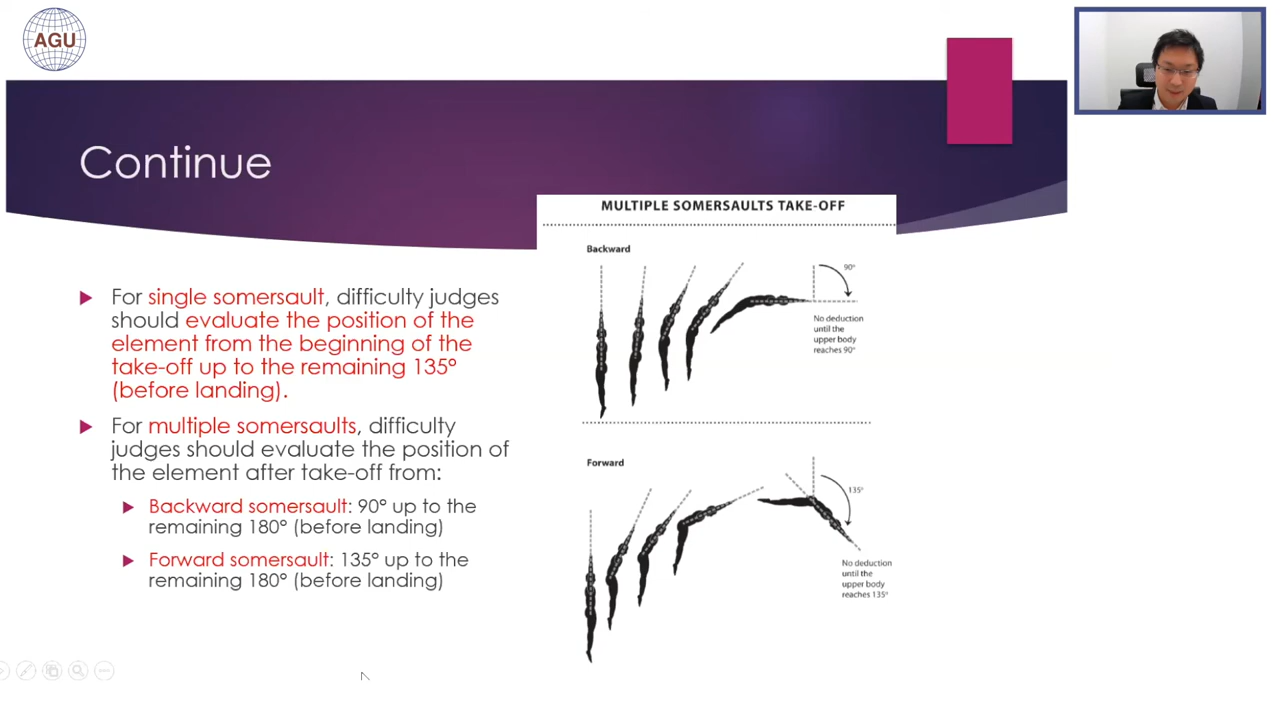 AGU
Continue
For single somersault, difficulty judges
should evaluate the position of the
element from the beginning of the
take-off up to the remaining 135º
(before landing).
For multiple somersaults, difficulty
judges should evaluate the position of
the element after take-off from:
Backward somersault: 90° up to the
remaining 180° (before landing)
Forward somersault: 135° up to the
remaining 180° (before landing)
MULTIPLE SOMERSAULTS TAKE-OFF
Backward
90°
No deduction
until the
upper body
reaches 90°
Forward
135°
No deduction
until the
upper body
reaches 135°